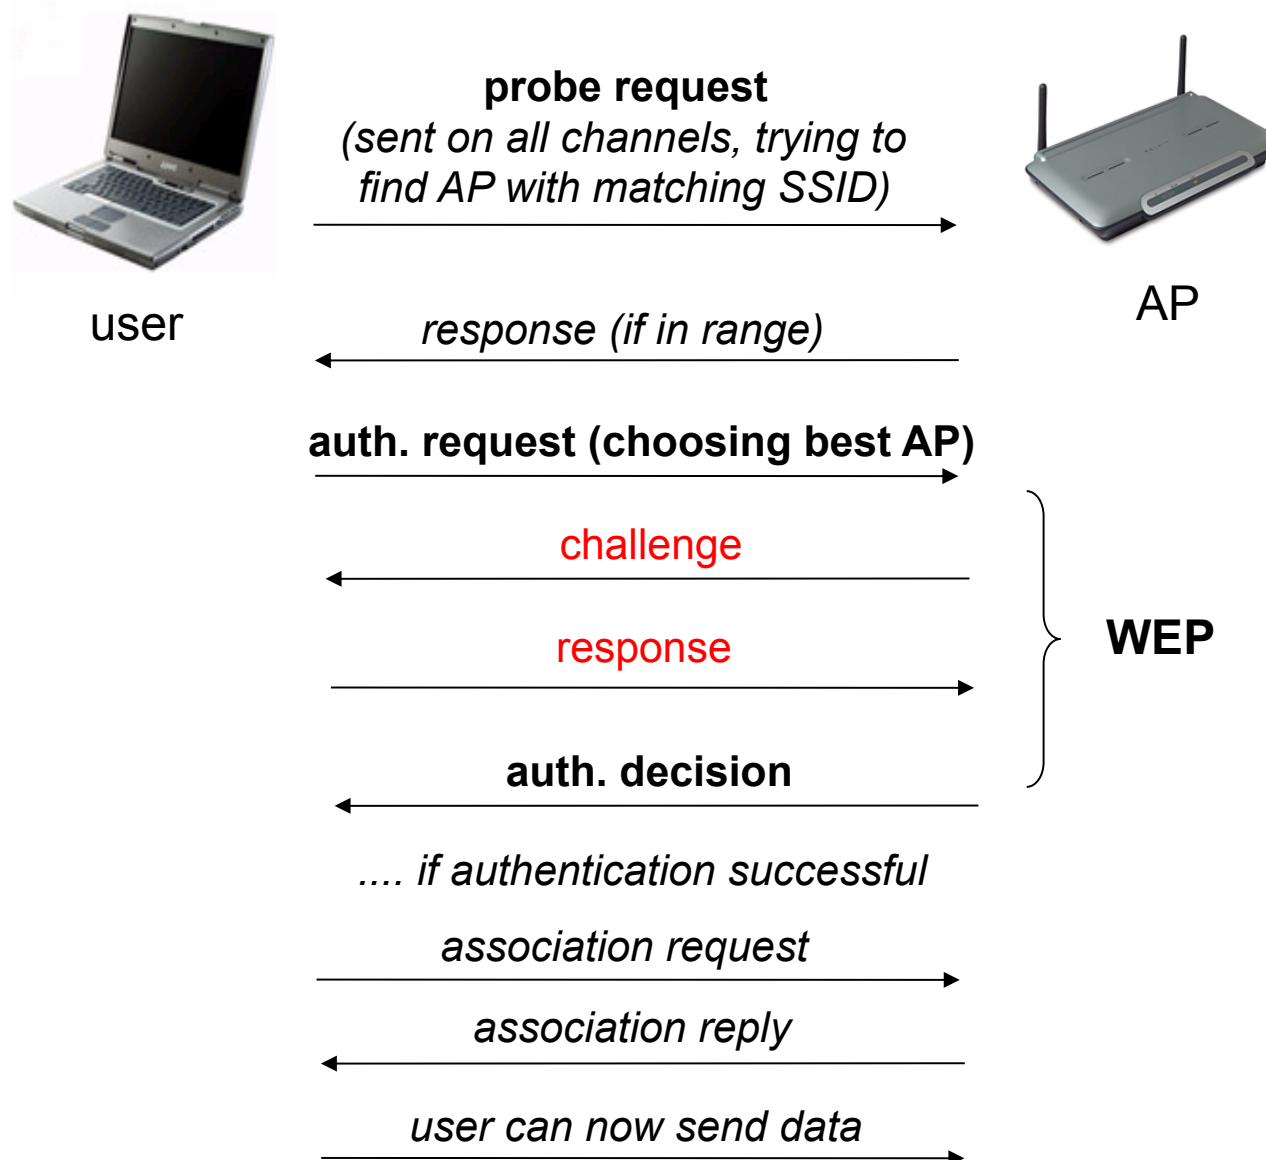 probe request
(sent on all channels, trying to
find AP with matching SSID)
user
AP
response (if in range)
auth. request (choosing best AP)
challenge
response
WEP
auth. decision
.... if authentication successful
association request
association reply
user can now send data